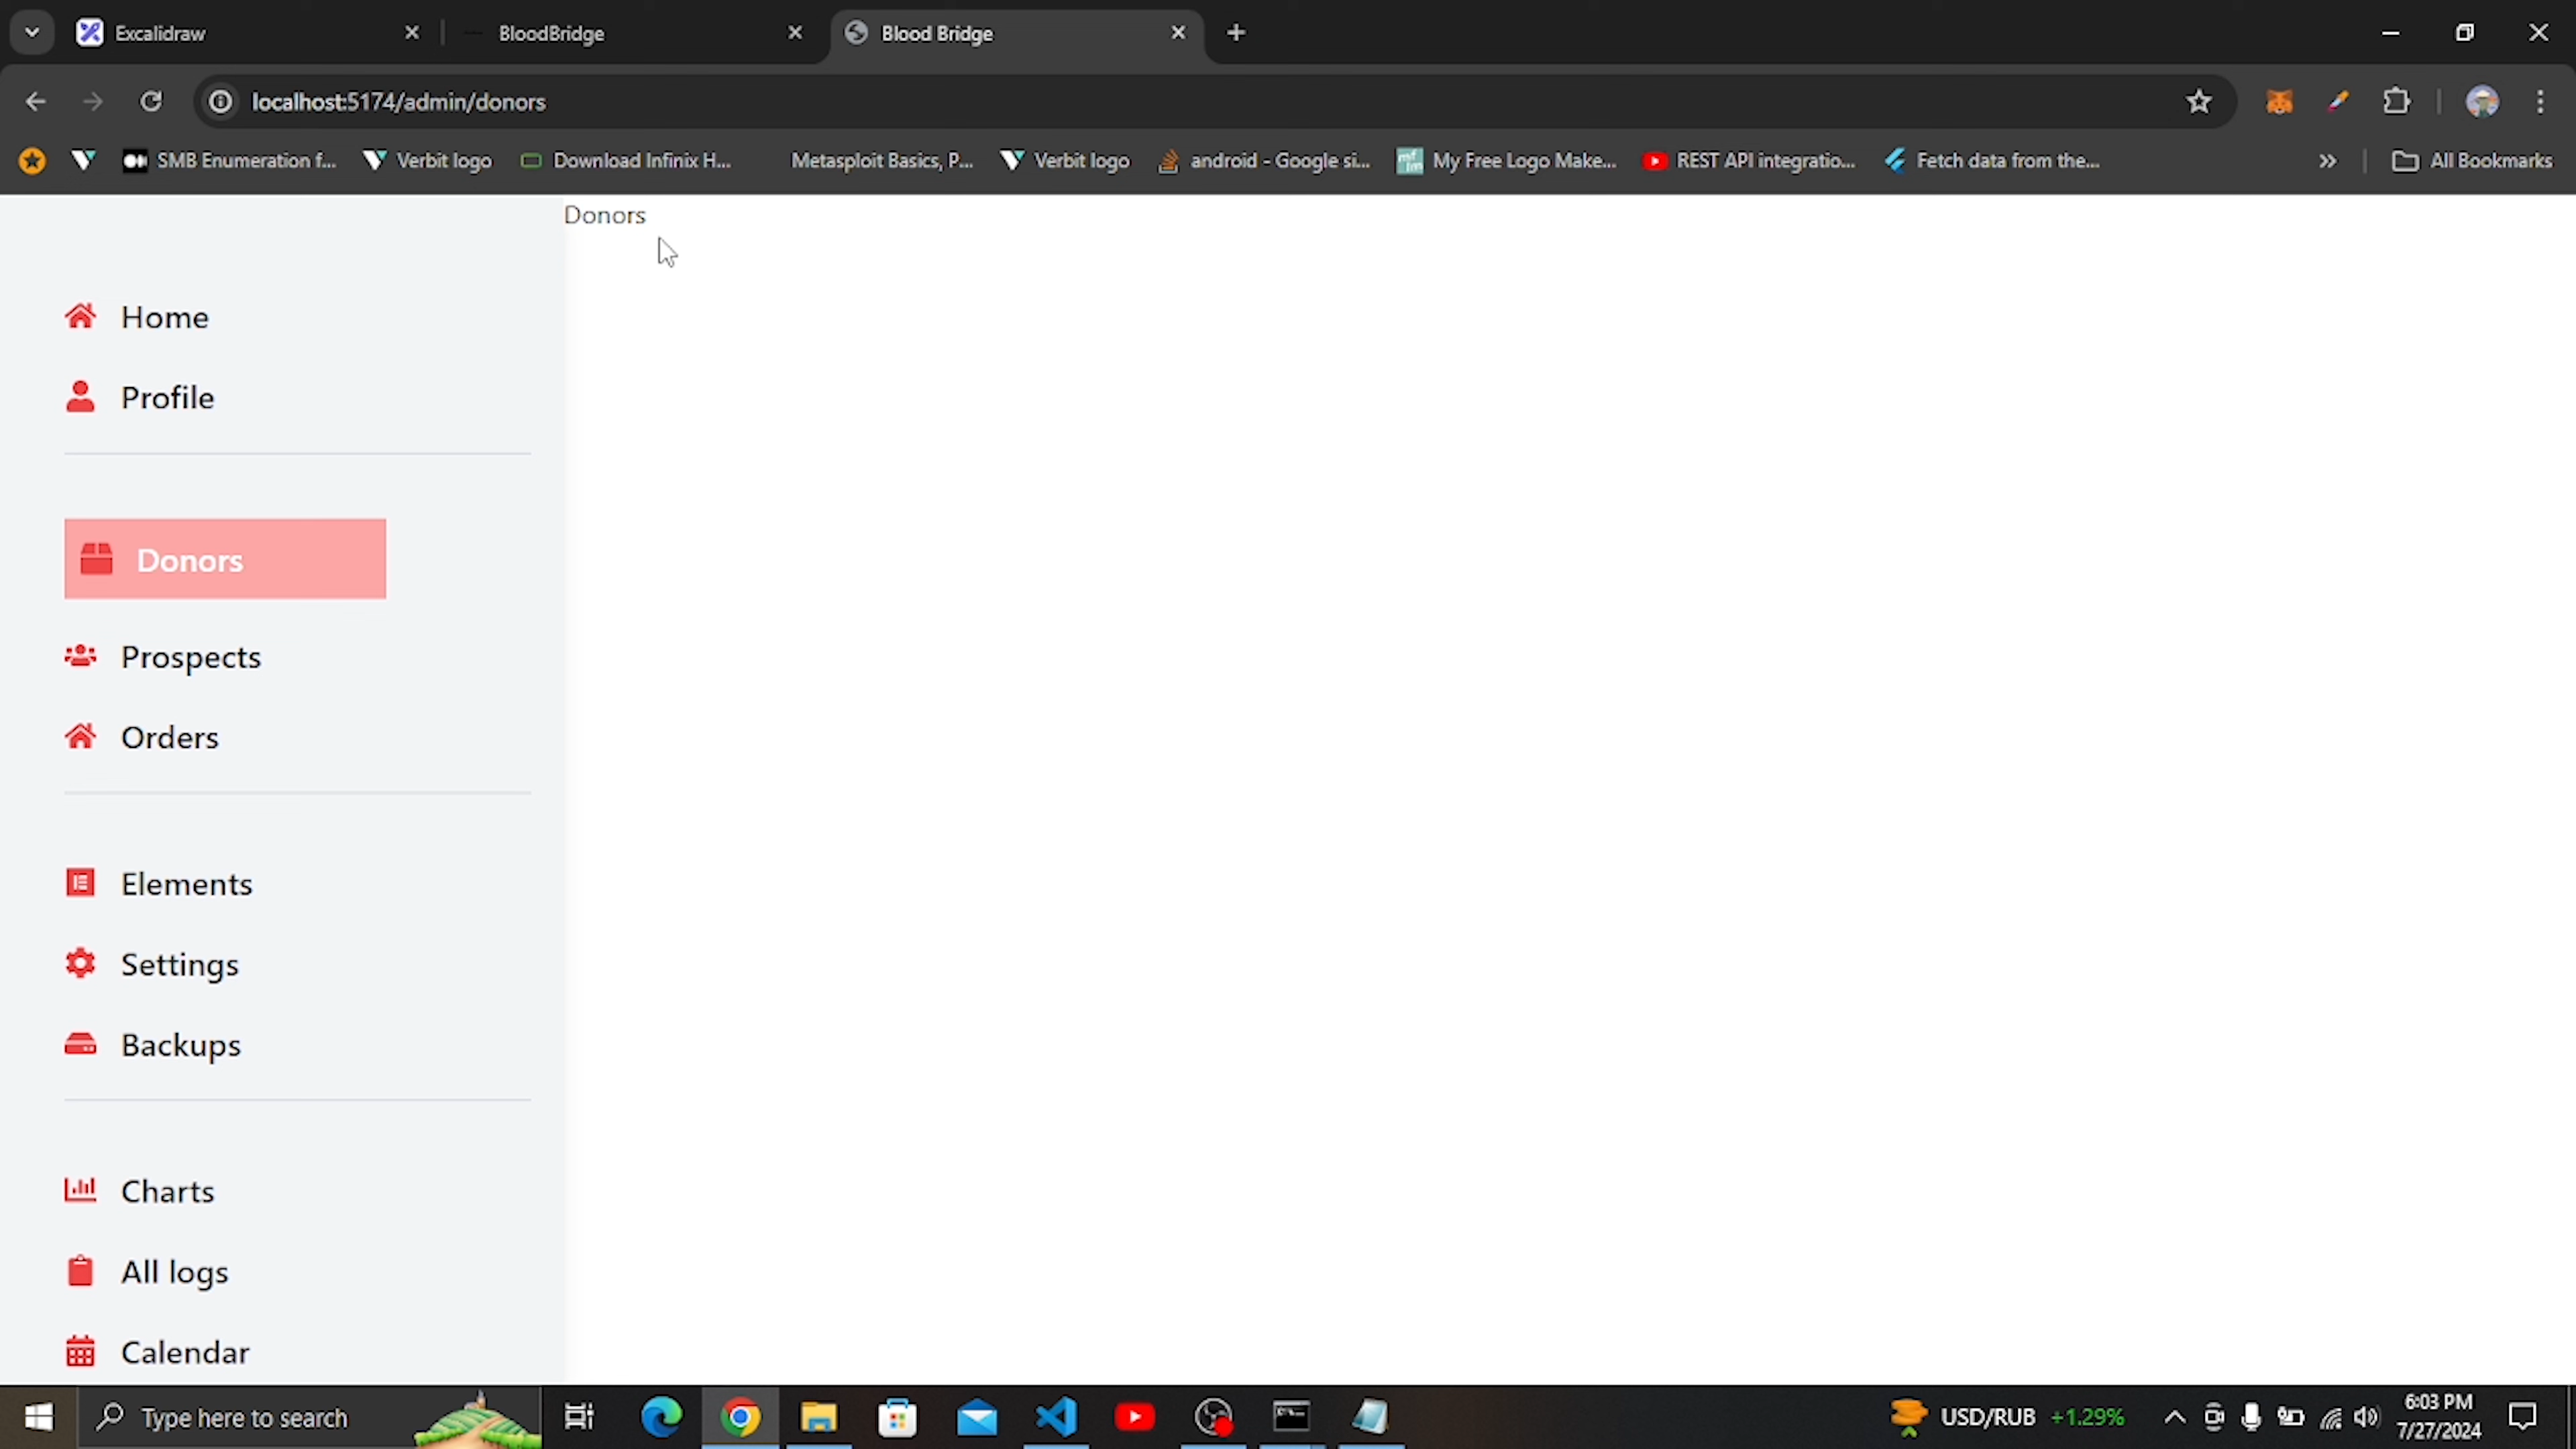 Excalidraw
BloodBridge
Blood Bridge
localhost:5174/admin/donors
SMB Enumeration f...
Verbit logo
Download Infinix H...
Metasploit Basics, P...
Verbit logo
android - Google si...
My Free Logo Make...
REST API integratio...
Fetch data from the...
All Bookmarks
Donors
Home
Profile
Donors
Prospects
Orders
Elements
Settings
Backups
Charts
All logs
Calendar
Type here to search
USD/RUB +1.29%
6:03 PM
7/27/2024